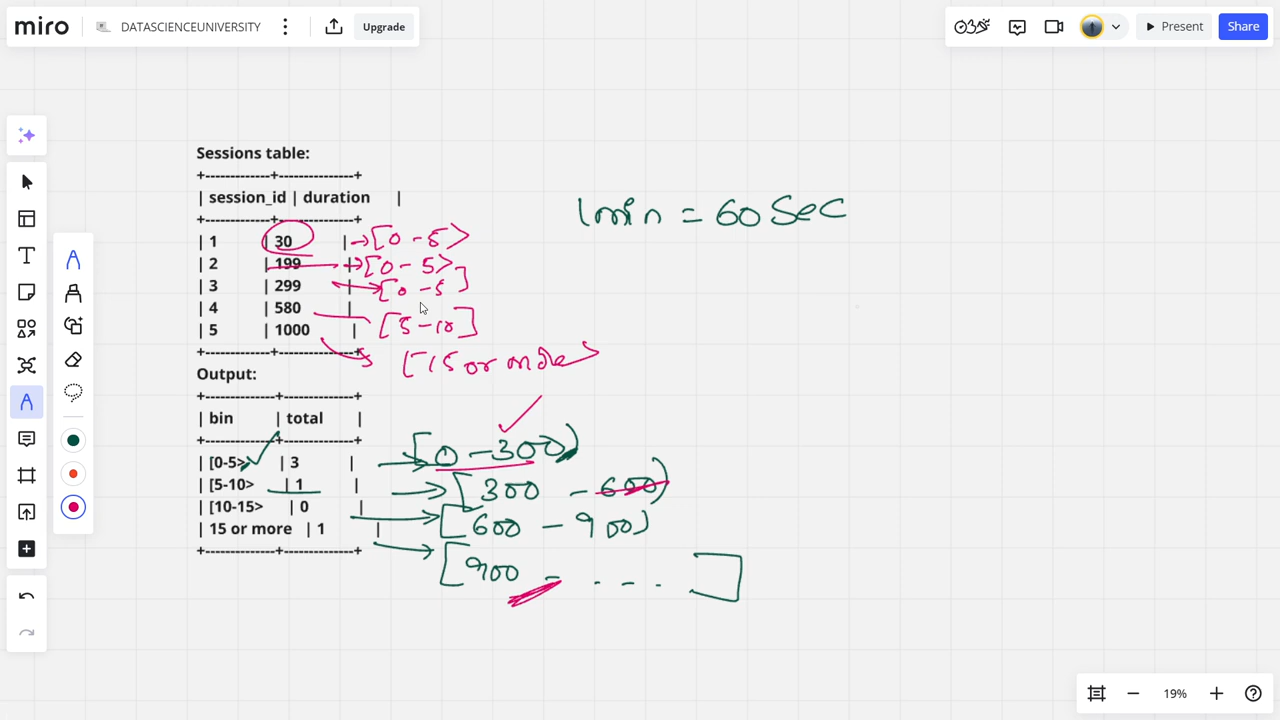 miro DATASCIENCEUNIVERSITY Upgrade Present Share
Sessions table:
+------------+------------+
| session_id | duration |
+------------+------------+
| 1 | 30 | [0 - 5>
| 2 | 199 | [0 - 5>
| 3 | 299 | [0 - 5]
| 4 | 580 | [5 - 10]
| 5 | 1000 | [15 or more>
+------------+------------+
1min = 60 Sec
Output:
+------------+------------+
| bin | total |
+------------+------------+
| [0-5> | 3 | [0 - 300)
| [5-10> | 1 | [300 - 600)
| [10-15> | 0 | [600 - 900)
| 15 or more | 1 | [900 - . - . ]
+------------+------------+
19%